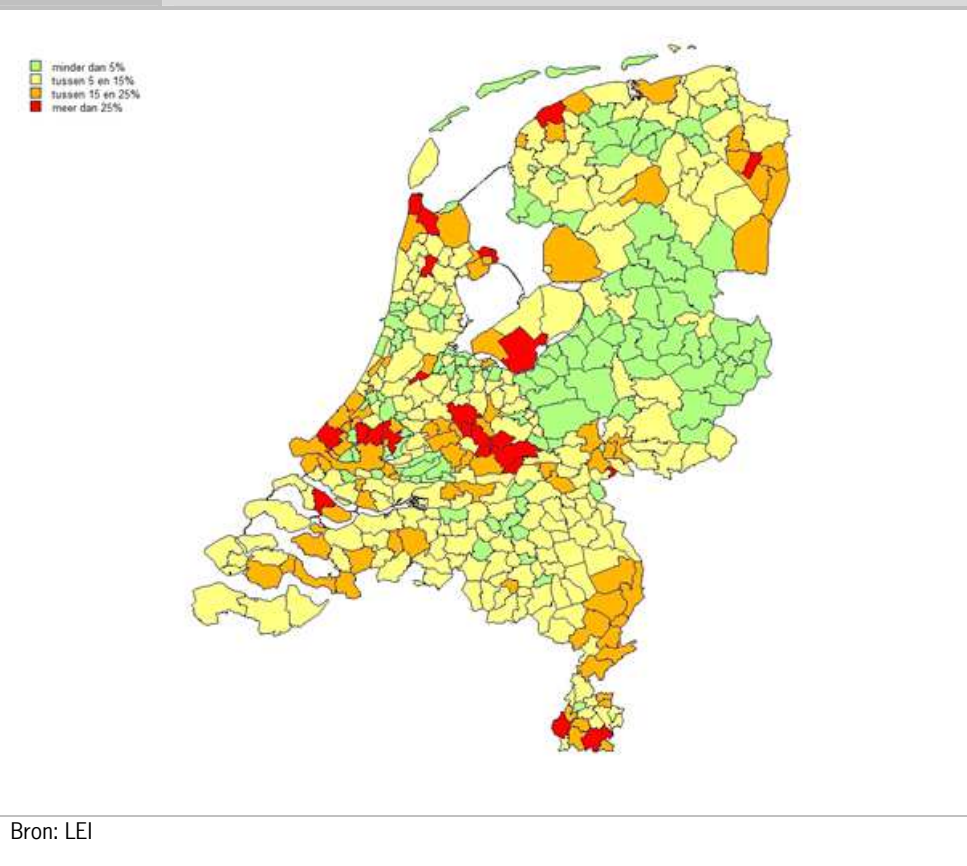 minder dan 5%
tussen 5 en 15%
tussen 15 en 25%
meer dan 25%
Bron: LEI